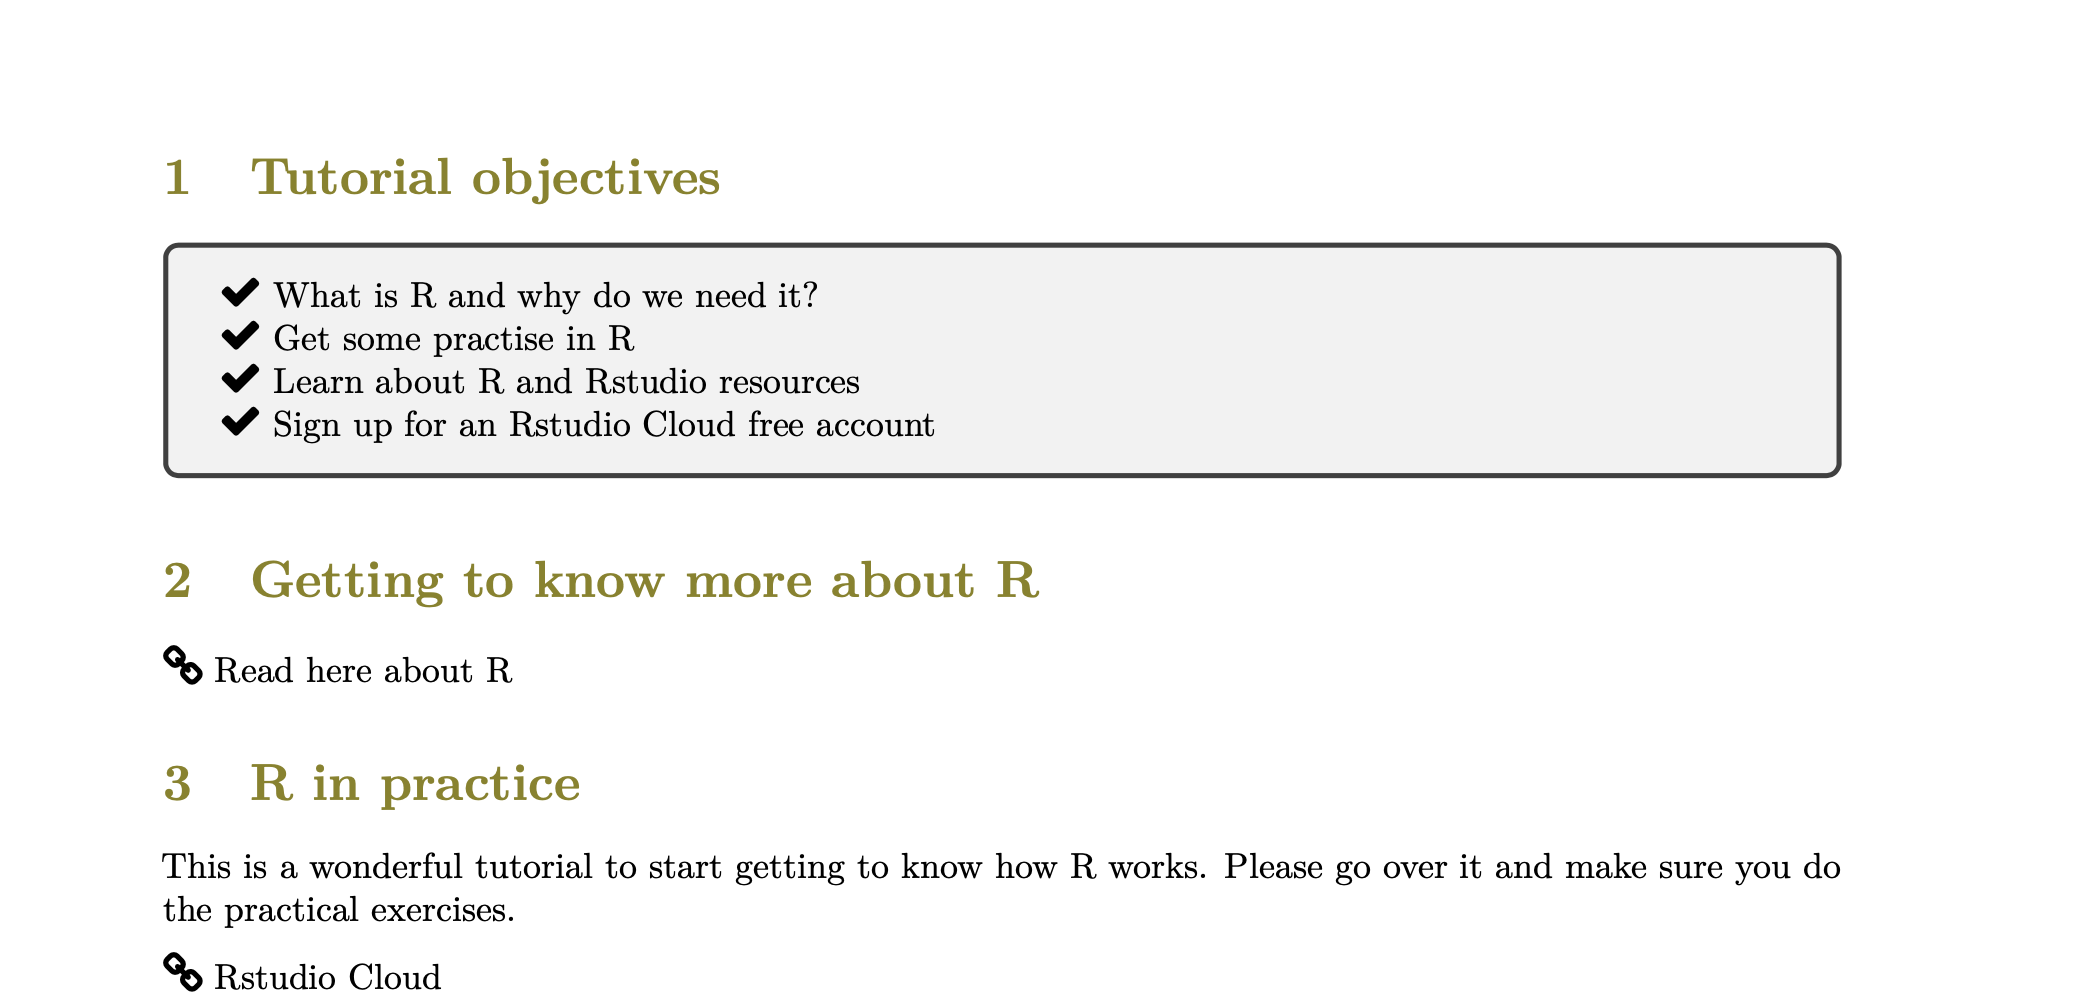 1 Tutorial objectives
What is R and why do we need it?
Get some practise in R
Learn about R and Rstudio resources
Sign up for an Rstudio Cloud free account
2 Getting to know more about R
Read here about R
3 R in practice
This is a wonderful tutorial to start getting to know how R works. Please go over it and make sure you do
the practical exercises.
Rstudio Cloud